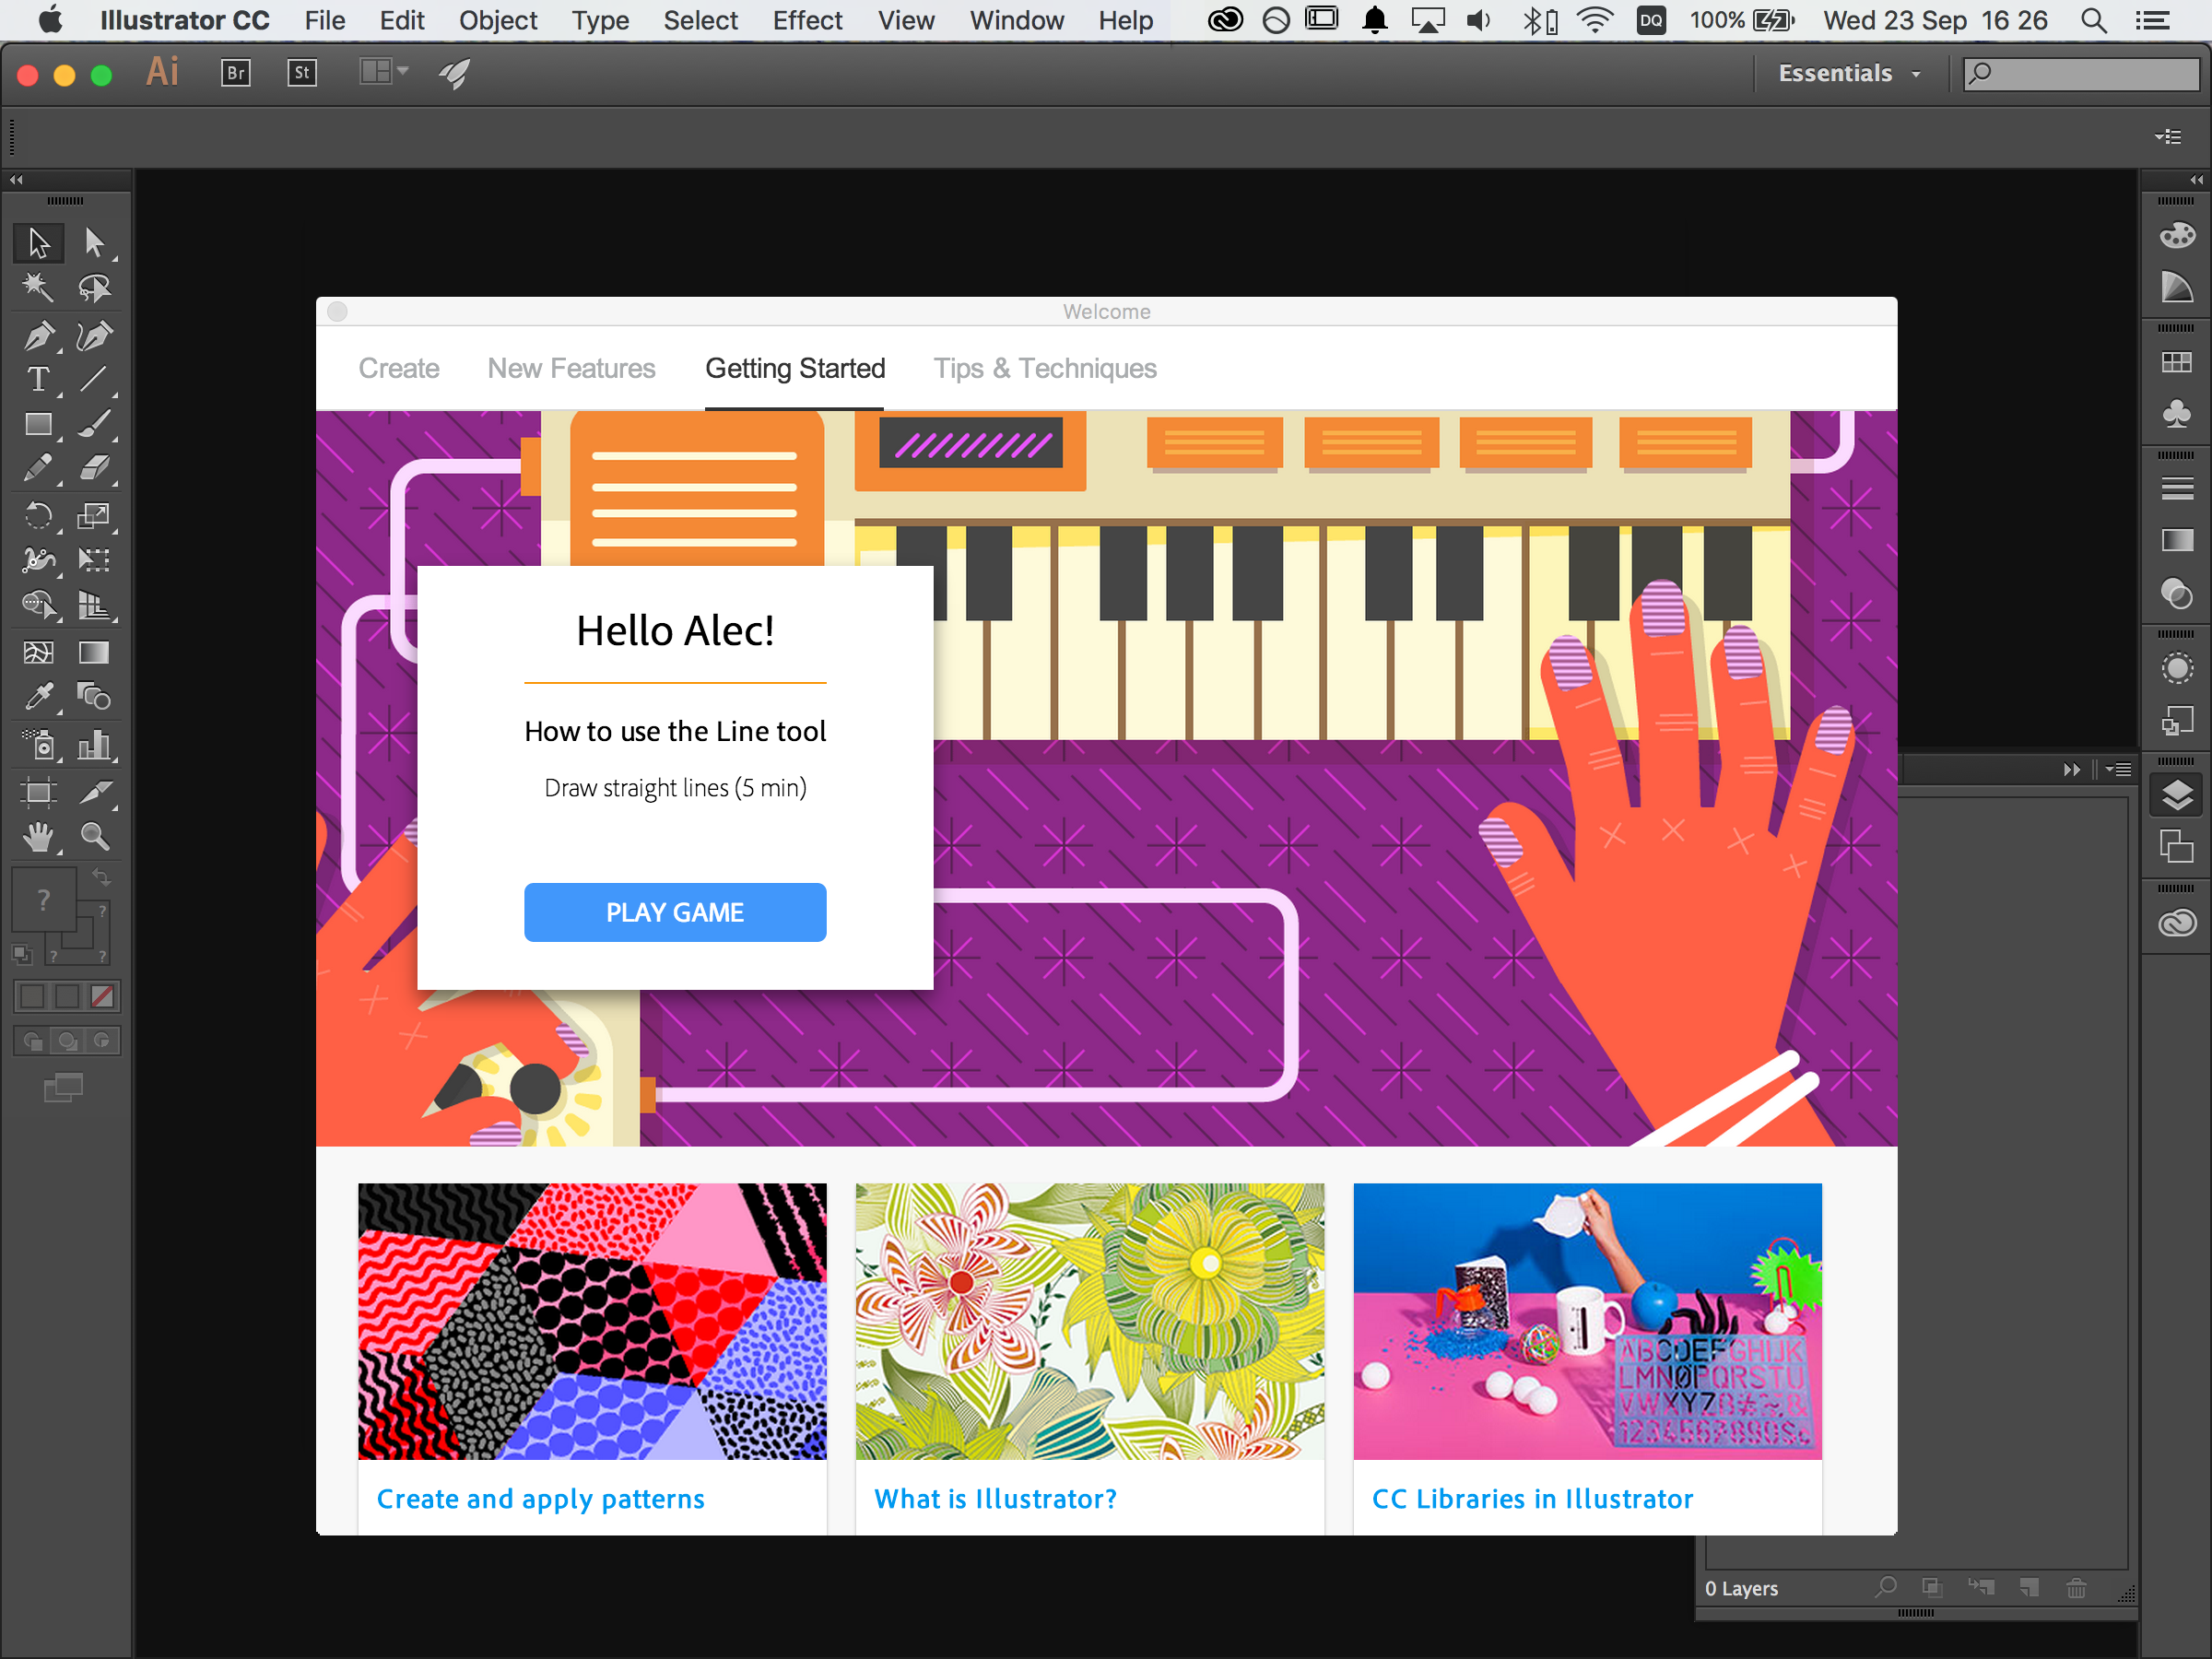 Illustrator CC File Edit Object Type Select Effect View Window Help DQ 100% Wed 23 Sep 16 26
Ai Br St Essentials
Welcome
Create New Features Getting Started Tips & Techniques
Hello Alec!
How to use the Line tool
Draw straight lines (5 min)
PLAY GAME
T
?
?
? ?
ABCDEFGHIJK
LMNOPQRSTU
VWXYZ
Create and apply patterns What is Illustrator? CC Libraries in Illustrator
0 Layers